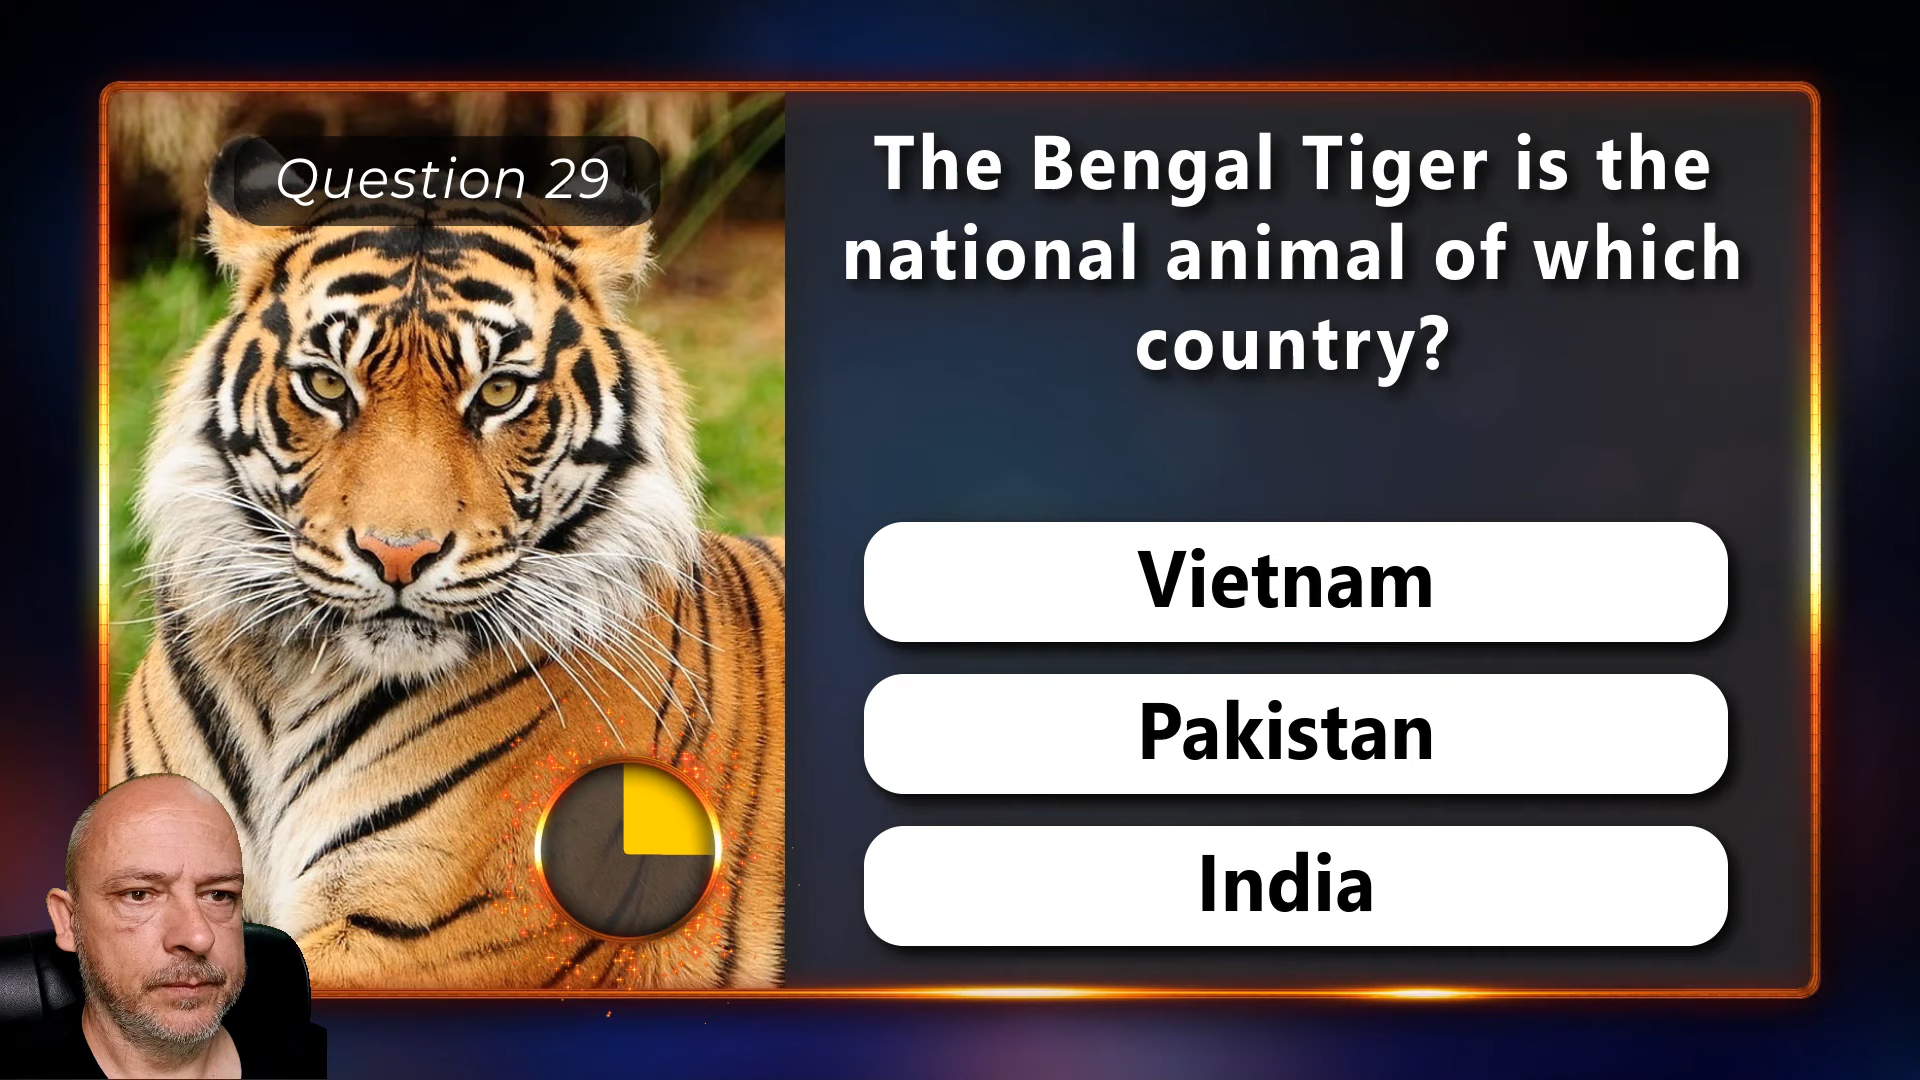 Question 29
The Bengal Tiger is the
national animal of which
country?
Vietnam
Pakistan
India